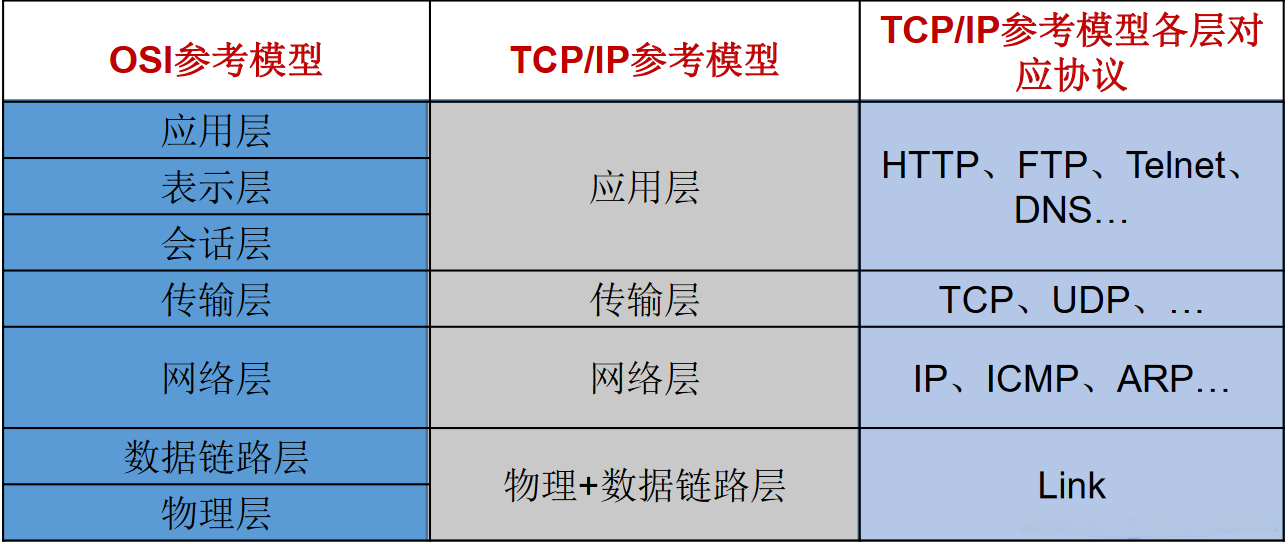 OSI参考模型
TCP/IP参考模型
TCP/IP参考模型各层对
应协议
应用层
表示层
会话层
应用层
HTTP、FTP、Telnet、
DNS…
传输层
传输层
TCP、UDP、…
网络层
网络层
IP、ICMP、ARP…
数据链路层
物理层
物理+数据链路层
Link